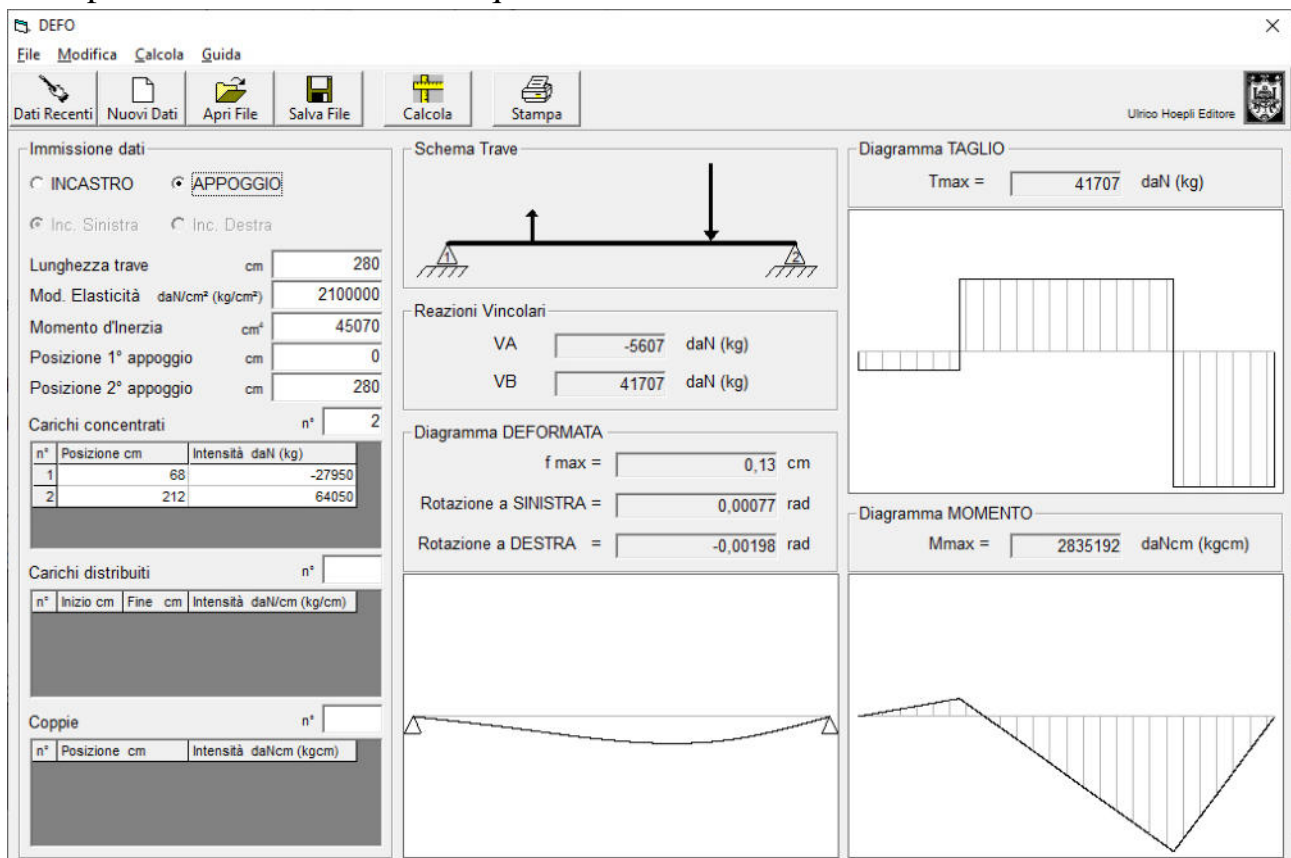 DEFO
File Modifica Calcola Guida
Dati Recenti Nuovi Dati Apri File Salva File Calcola Stampa
Ulrico Hoepli Editore
Immissione dati
INCASTRO APPOGGIO
Inc. Sinistra Inc. Destra
Lunghezza trave cm 280
Mod. Elasticità daN/cm² (kg/cm²) 2100000
Momento d'Inerzia cm⁴ 45070
Posizione 1° appoggio cm 0
Posizione 2° appoggio cm 280
Carichi concentrati n° 2
n° Posizione cm Intensità daN (kg)
1 68 -27950
2 212 64050
Carichi distribuiti n°
n° Inizio cm Fine cm Intensità daN/cm (kg/cm)
Coppie n°
n° Posizione cm Intensità daNcm (kgcm)
Schema Trave
1 2
Reazioni Vincolari
VA -5607 daN (kg)
VB 41707 daN (kg)
Diagramma DEFORMATA
f max = 0,13 cm
Rotazione a SINISTRA = 0,00077 rad
Rotazione a DESTRA = -0,00198 rad
Diagramma TAGLIO
Tmax = 41707 daN (kg)
Diagramma MOMENTO
Mmax = 2835192 daNcm (kgcm)